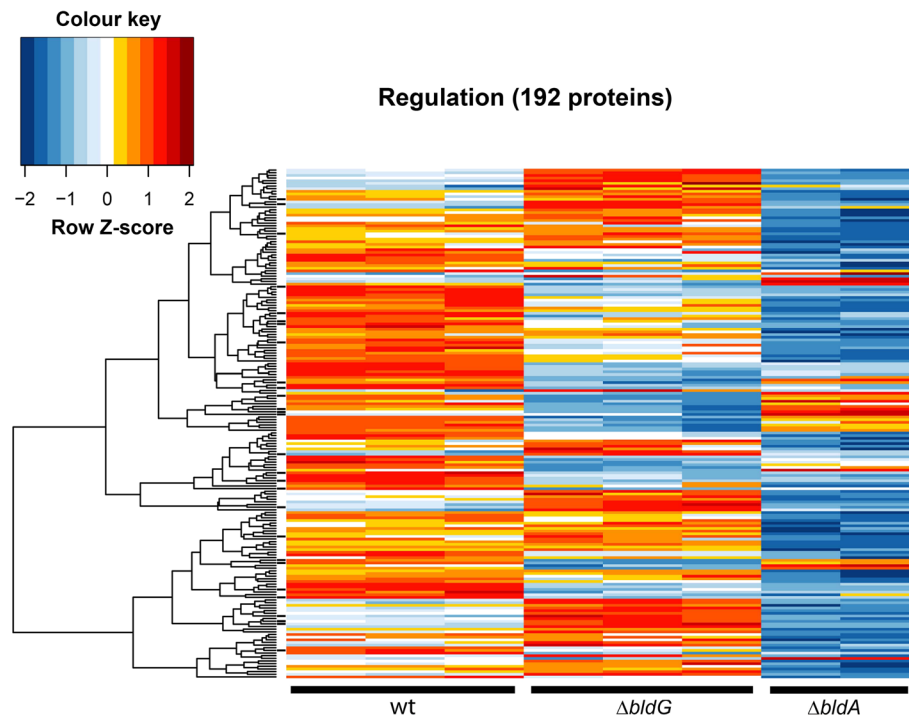 Colour key
−2 −1 0 1 2
Row Z-score
Regulation (192 proteins)
wt ΔbldG ΔbldA